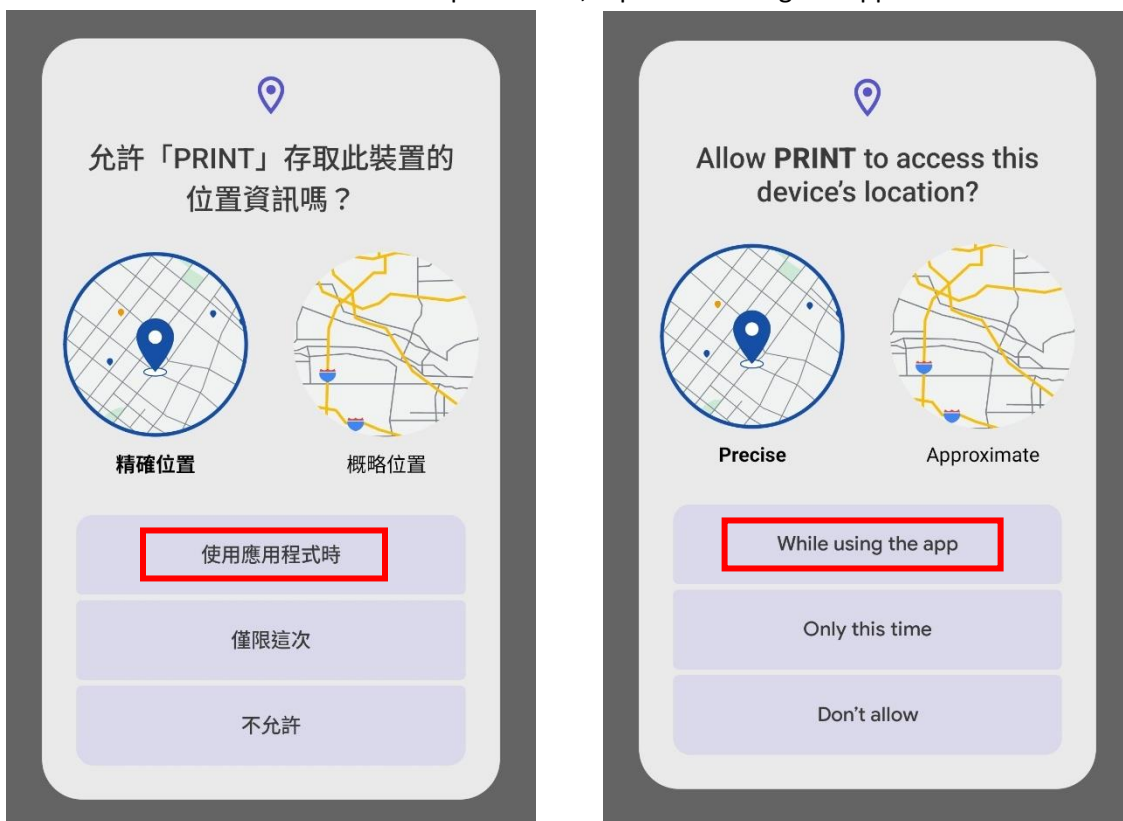 允許「PRINT」存取此裝置的
位置資訊嗎？
精確位置
概略位置
使用應用程式時
僅限這次
不允許
Allow PRINT to access this
device's location?
Precise
Approximate
While using the app
Only this time
Don't allow